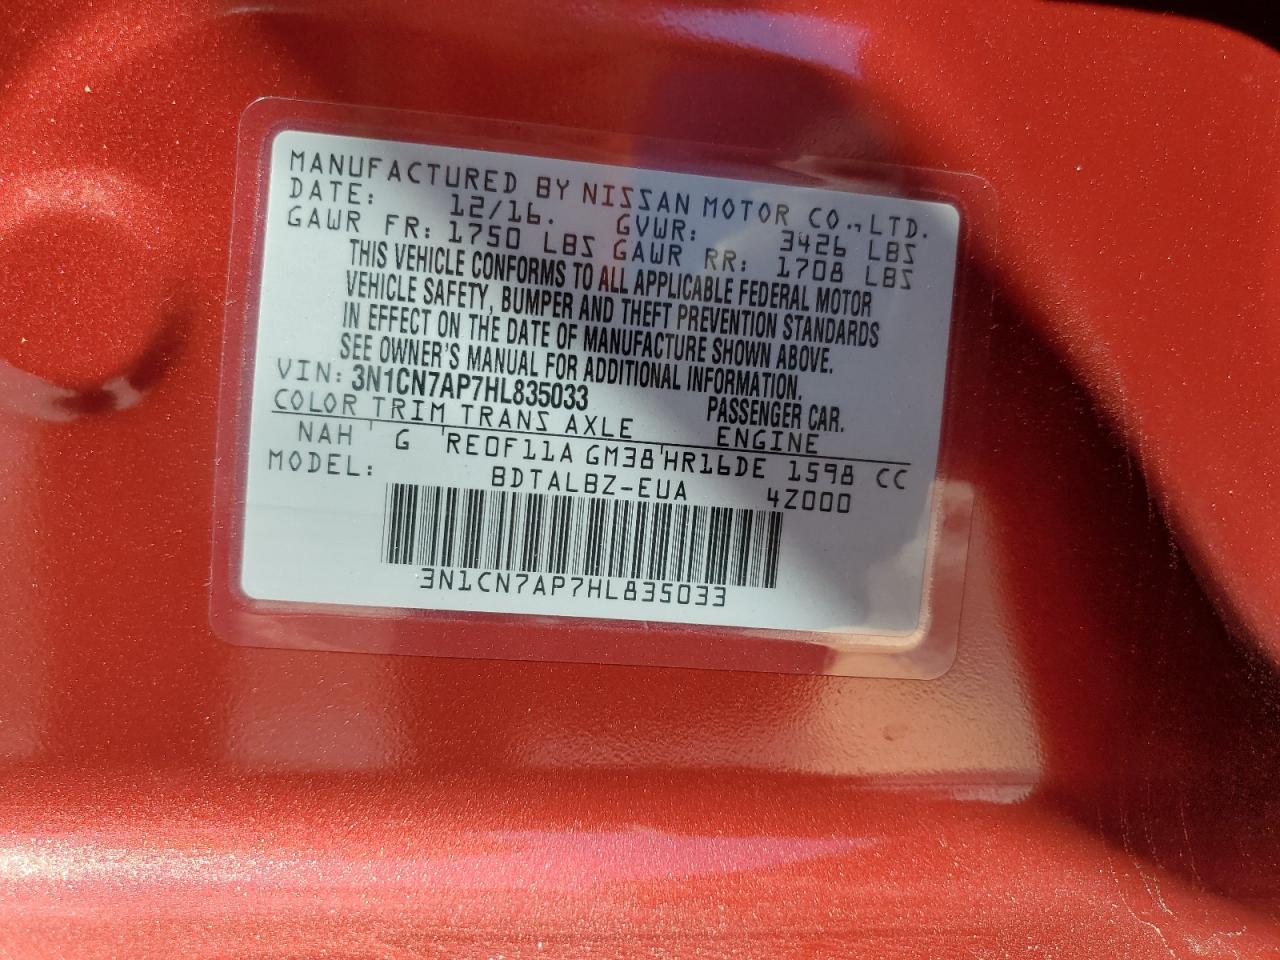 MANUFACTURED BY NISSAN MOTOR CO.,LTD.
DATE: 12/16. GVWR: 3426 LBS
GAWR FR: 1750 LBS GAWR RR: 1708 LBS
THIS VEHICLE CONFORMS TO ALL APPLICABLE FEDERAL MOTOR
VEHICLE SAFETY, BUMPER AND THEFT PREVENTION STANDARDS
IN EFFECT ON THE DATE OF MANUFACTURE SHOWN ABOVE.
SEE OWNER'S MANUAL FOR ADDITIONAL INFORMATION.
VIN: 3N1CN7AP7HL835033 PASSENGER CAR.
COLOR TRIM TRANS AXLE ENGINE
NAH G RE0F11A GM38 HR16DE 1598 CC
MODEL: BDTALBZ-EUA 4Z000
3N1CN7AP7HL835033